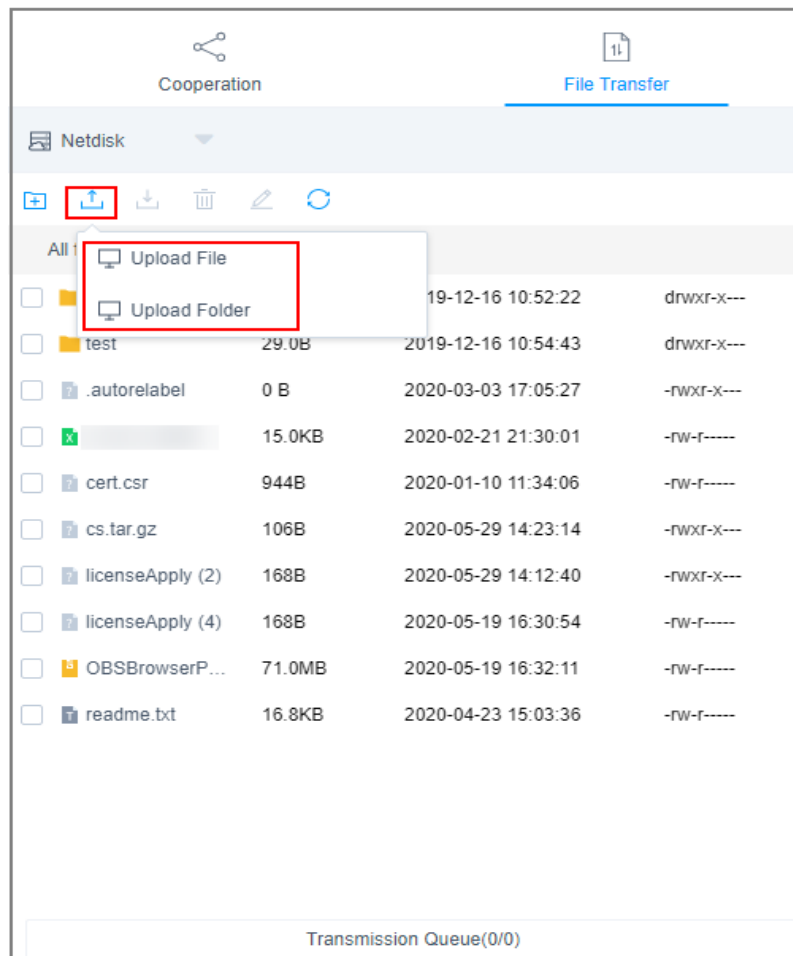 Cooperation File Transfer
Netdisk
All
Upload File
Upload Folder
19-12-16 10:52:22 drwxr-x---
test 29.0B 2019-12-16 10:54:43 drwxr-x---
.autorelabel 0 B 2020-03-03 17:05:27 -rwxr-x---
15.0KB 2020-02-21 21:30:01 -rw-r-----
cert.csr 944B 2020-01-10 11:34:06 -rw-r-----
cs.tar.gz 106B 2020-05-29 14:23:14 -rwxr-x---
licenseApply (2) 168B 2020-05-29 14:12:40 -rwxr-x---
licenseApply (4) 168B 2020-05-19 16:30:54 -rw-r-----
OBSBrowserP... 71.0MB 2020-05-19 16:32:11 -rw-r-----
readme.txt 16.8KB 2020-04-23 15:03:36 -rw-r-----
Transmission Queue(0/0)